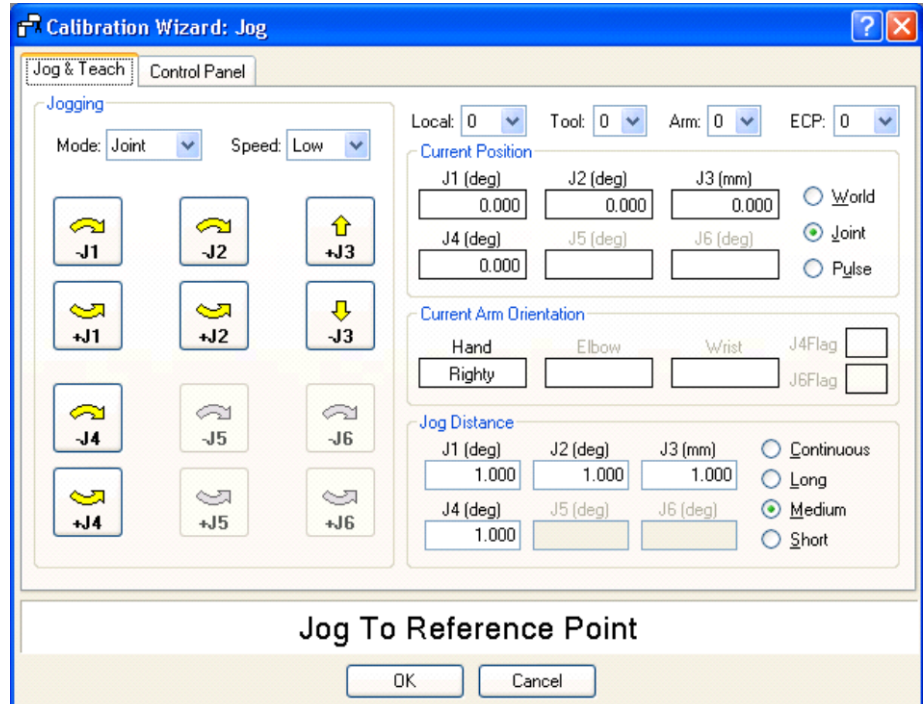 Calibration Wizard: Jog
Jog & Teach Control Panel
Jogging
Mode: Joint Speed: Low
-J1 -J2 +J3
+J1 +J2 -J3
-J4 -J5 -J6
+J4 +J5 +J6
Local: 0 Tool: 0 Arm: 0 ECP: 0
Current Position
J1 (deg) J2 (deg) J3 (mm)
0.000 0.000 0.000
J4 (deg) J5 (deg) J6 (deg)
0.000
World
Joint
Pulse
Current Arm Orientation
Hand Elbow Wrist J4Flag
Righty J6Flag
Jog Distance
J1 (deg) J2 (deg) J3 (mm)
1.000 1.000 1.000
J4 (deg) J5 (deg) J6 (deg)
1.000
Continuous
Long
Medium
Short
Jog To Reference Point
OK Cancel